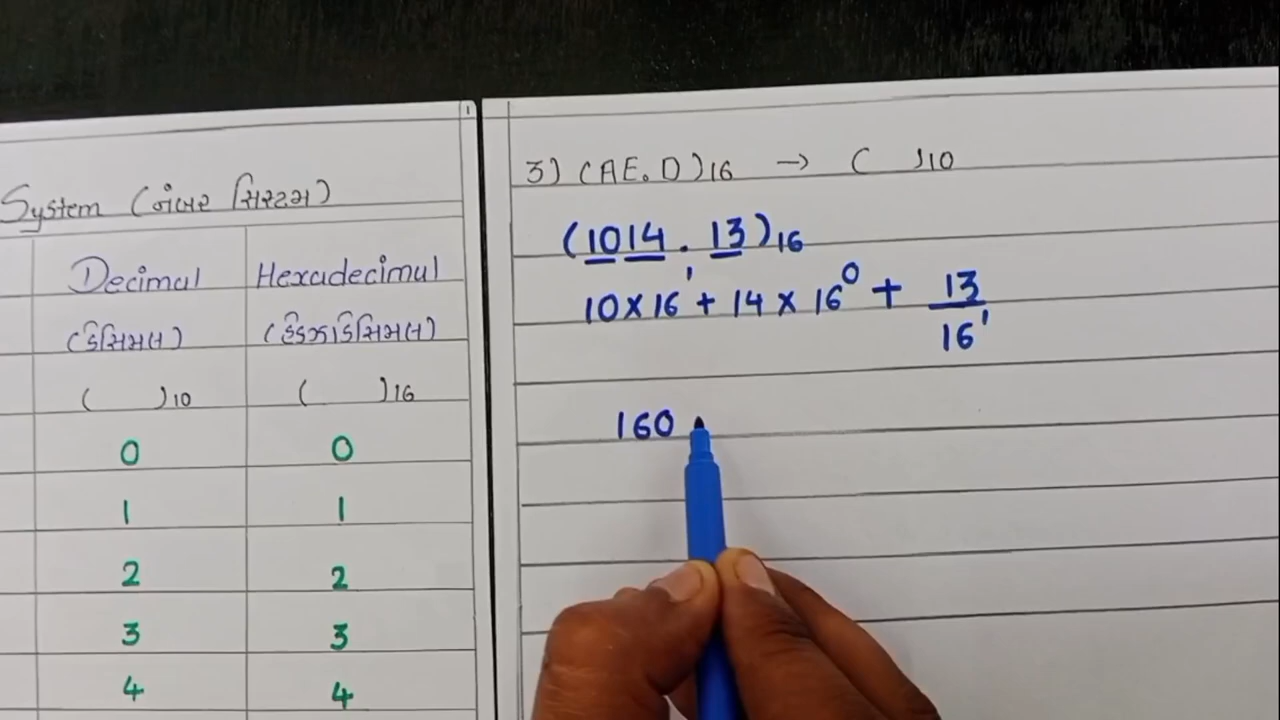 1
System (નંબર સિસ્ટમ)
Decimal Hexadecimal
(ડેસિમલ) (હેક્ઝાડેસિમલ)
( )10 ( )16
0 0
1 1
2 2
3 3
4 4
3) (AE.D)16 → ( )10
(1014 . 13)16
10 × 16¹ + 14 × 16⁰ + 13/16¹
160